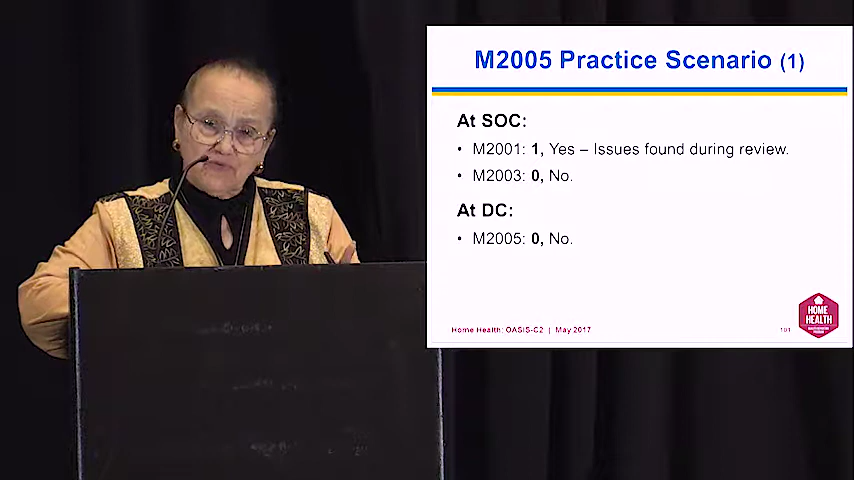 M2005 Practice Scenario (1)
At SOC:
• M2001: 1, Yes – Issues found during review.
• M2003: 0, No.
At DC:
• M2005: 0, No.
Home Health: OASIS-C2 | May 2017
101
HOME
HEALTH